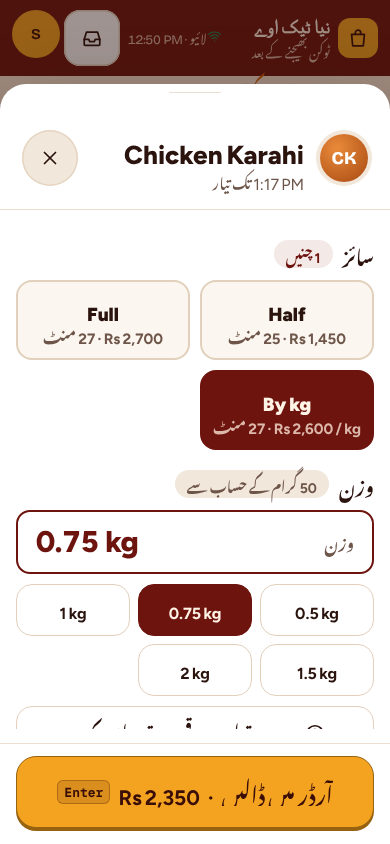 نیا ٹیک اوے
ٹوکن بھیجنے کے بعد
لائیو · 12:50 PM
S
CK
Chicken Karahi
1:17 PM تک تیار
سائز
1 چنیں
Half
Rs 1,450 · 25 منٹ
Full
Rs 2,700 · 27 منٹ
By kg
Rs 2,600 / kg · 27 منٹ
وزن
50 گرام کے حساب سے
وزن
0.75 kg
0.5 kg
0.75 kg
1 kg
1.5 kg
2 kg
آرڈر میں ڈالیں · Rs 2,350
Enter